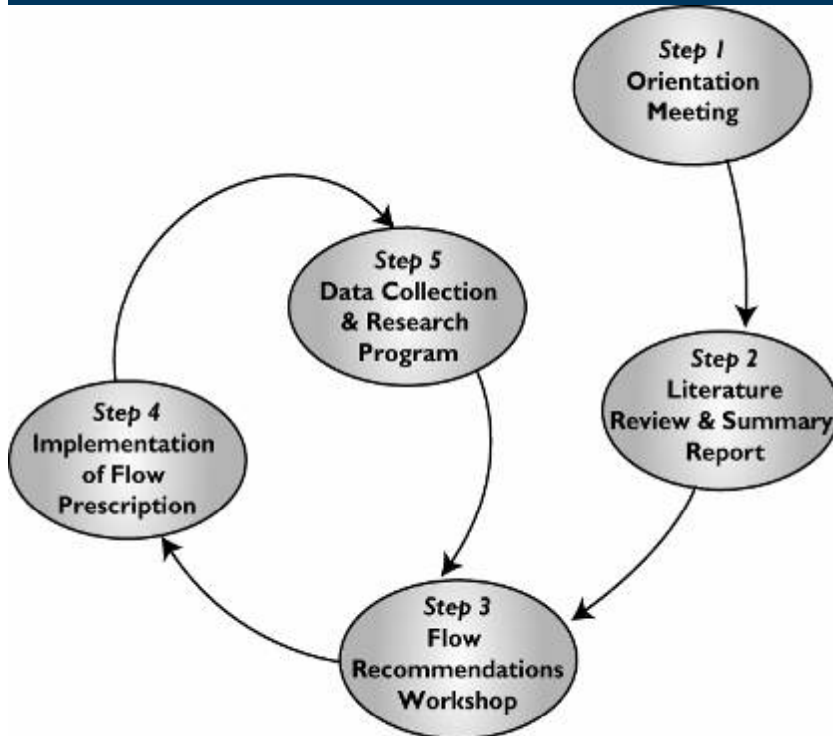 Step 1
Orientation
Meeting
Step 2
Literature
Review & Summary
Report
Step 3
Flow
Recommendations
Workshop
Step 4
Implementation
of Flow
Prescription
Step 5
Data Collection
& Research
Program